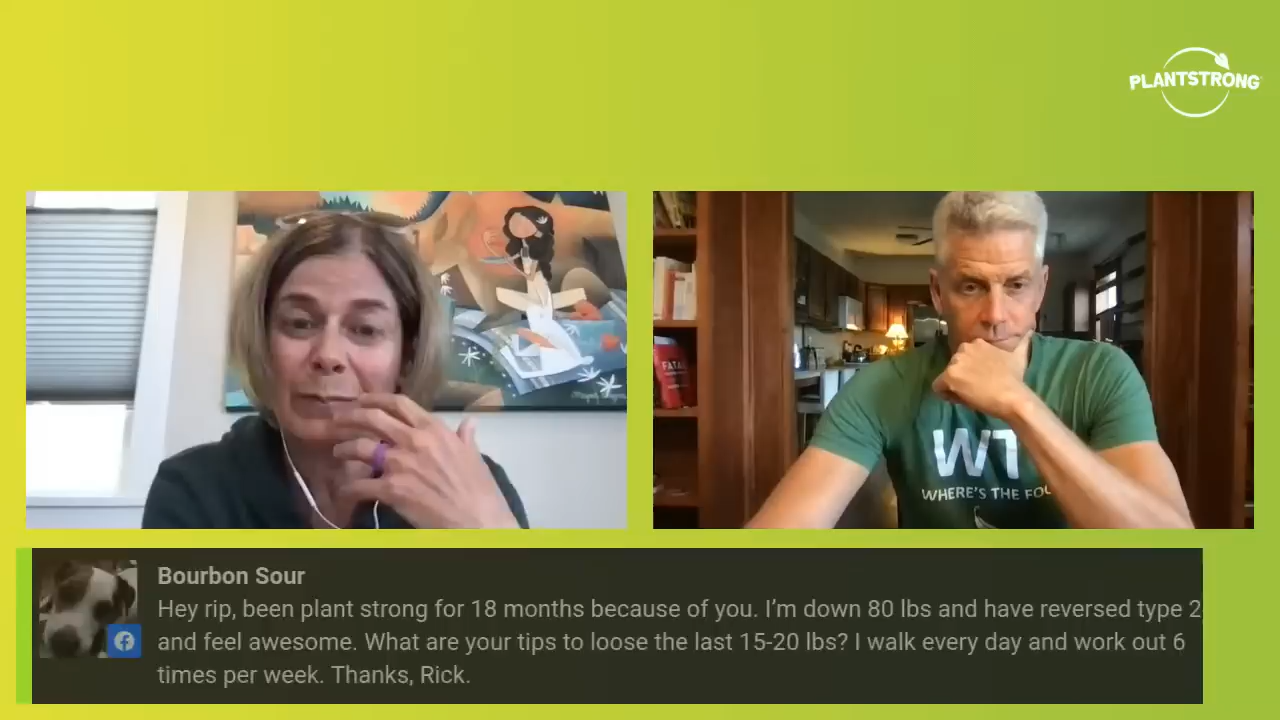 PLANTSTRONG
FATAL
WT
WHERE'S THE FO
Bourbon Sour
Hey rip, been plant strong for 18 months because of you. I’m down 80 lbs and have reversed type 2
and feel awesome. What are your tips to loose the last 15-20 lbs? I walk every day and work out 6
times per week. Thanks, Rick.